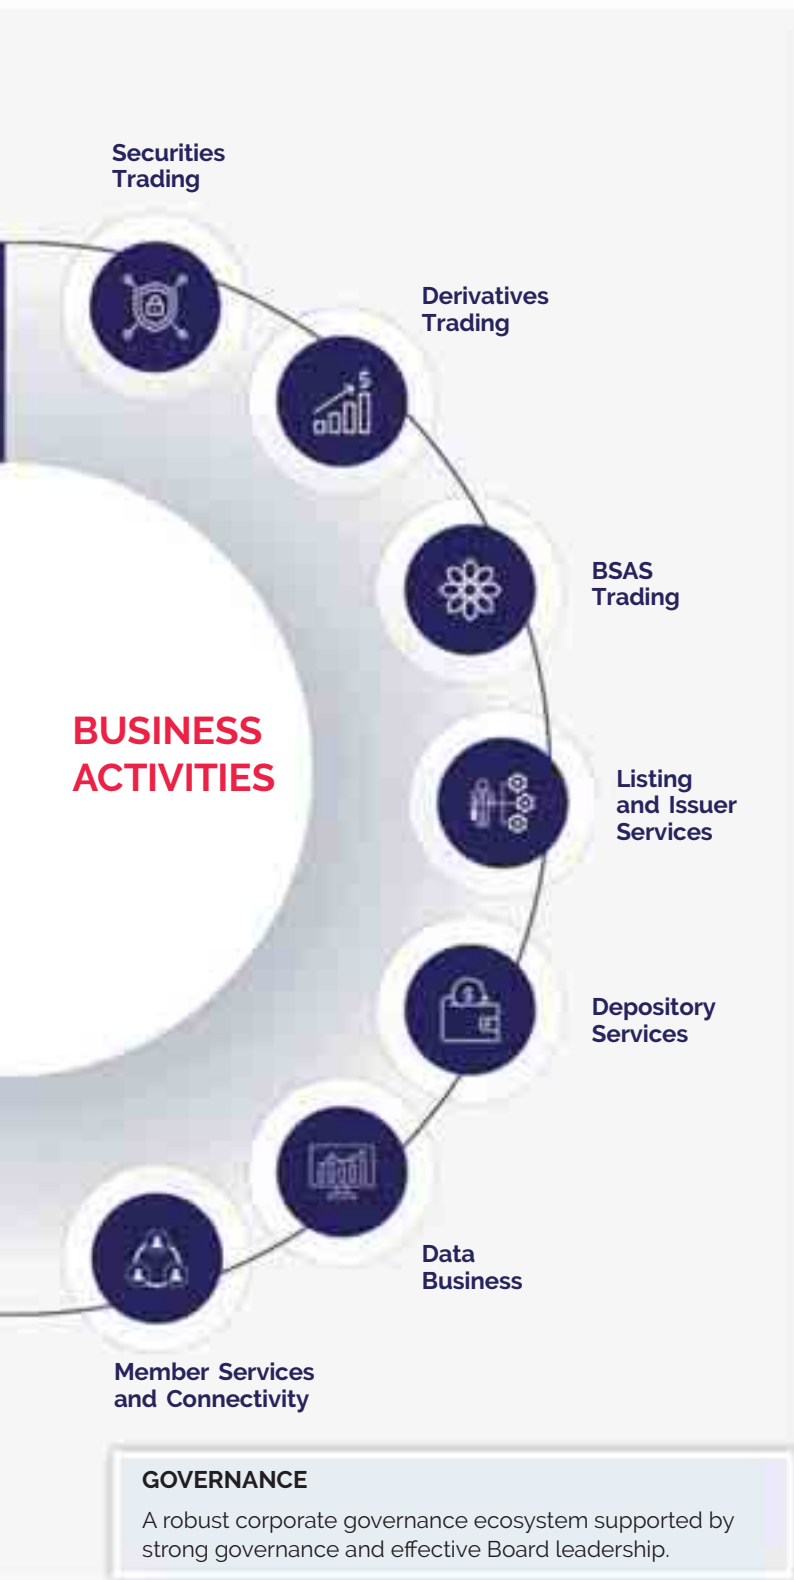 Securities
Trading
Derivatives
Trading
BSAS
Trading
BUSINESS
ACTIVITIES
Listing
and Issuer
Services
Depository
Services
Data
Business
Member Services
and Connectivity
GOVERNANCE
A robust corporate governance ecosystem supported by
strong governance and effective Board leadership.